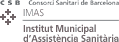 CSB Consorci Sanitari de Barcelona
IMAS
Institut Municipal
d'Assistència Sanitària